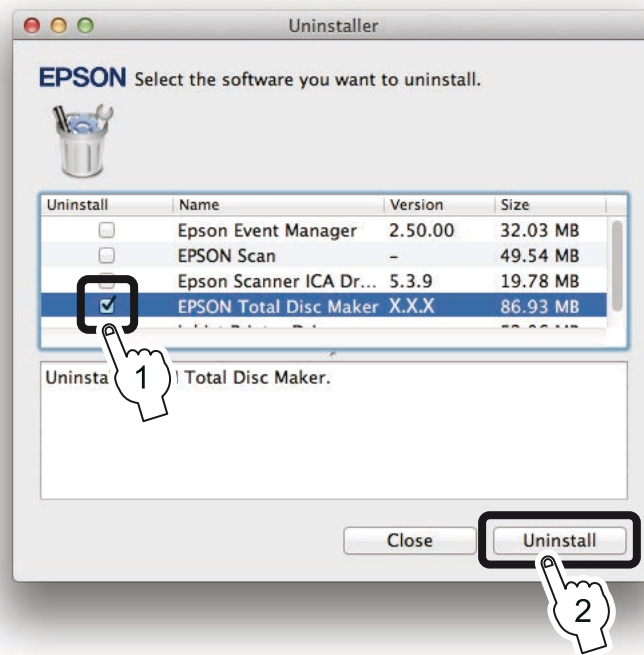 Uninstaller
EPSON Select the software you want to uninstall.
Uninstall Name Version Size
Epson Event Manager 2.50.00 32.03 MB
EPSON Scan - 49.54 MB
Epson Scanner ICA Dr... 5.3.9 19.78 MB
EPSON Total Disc Maker X.X.X 86.93 MB
1
Total Disc Maker.
Close Uninstall
2